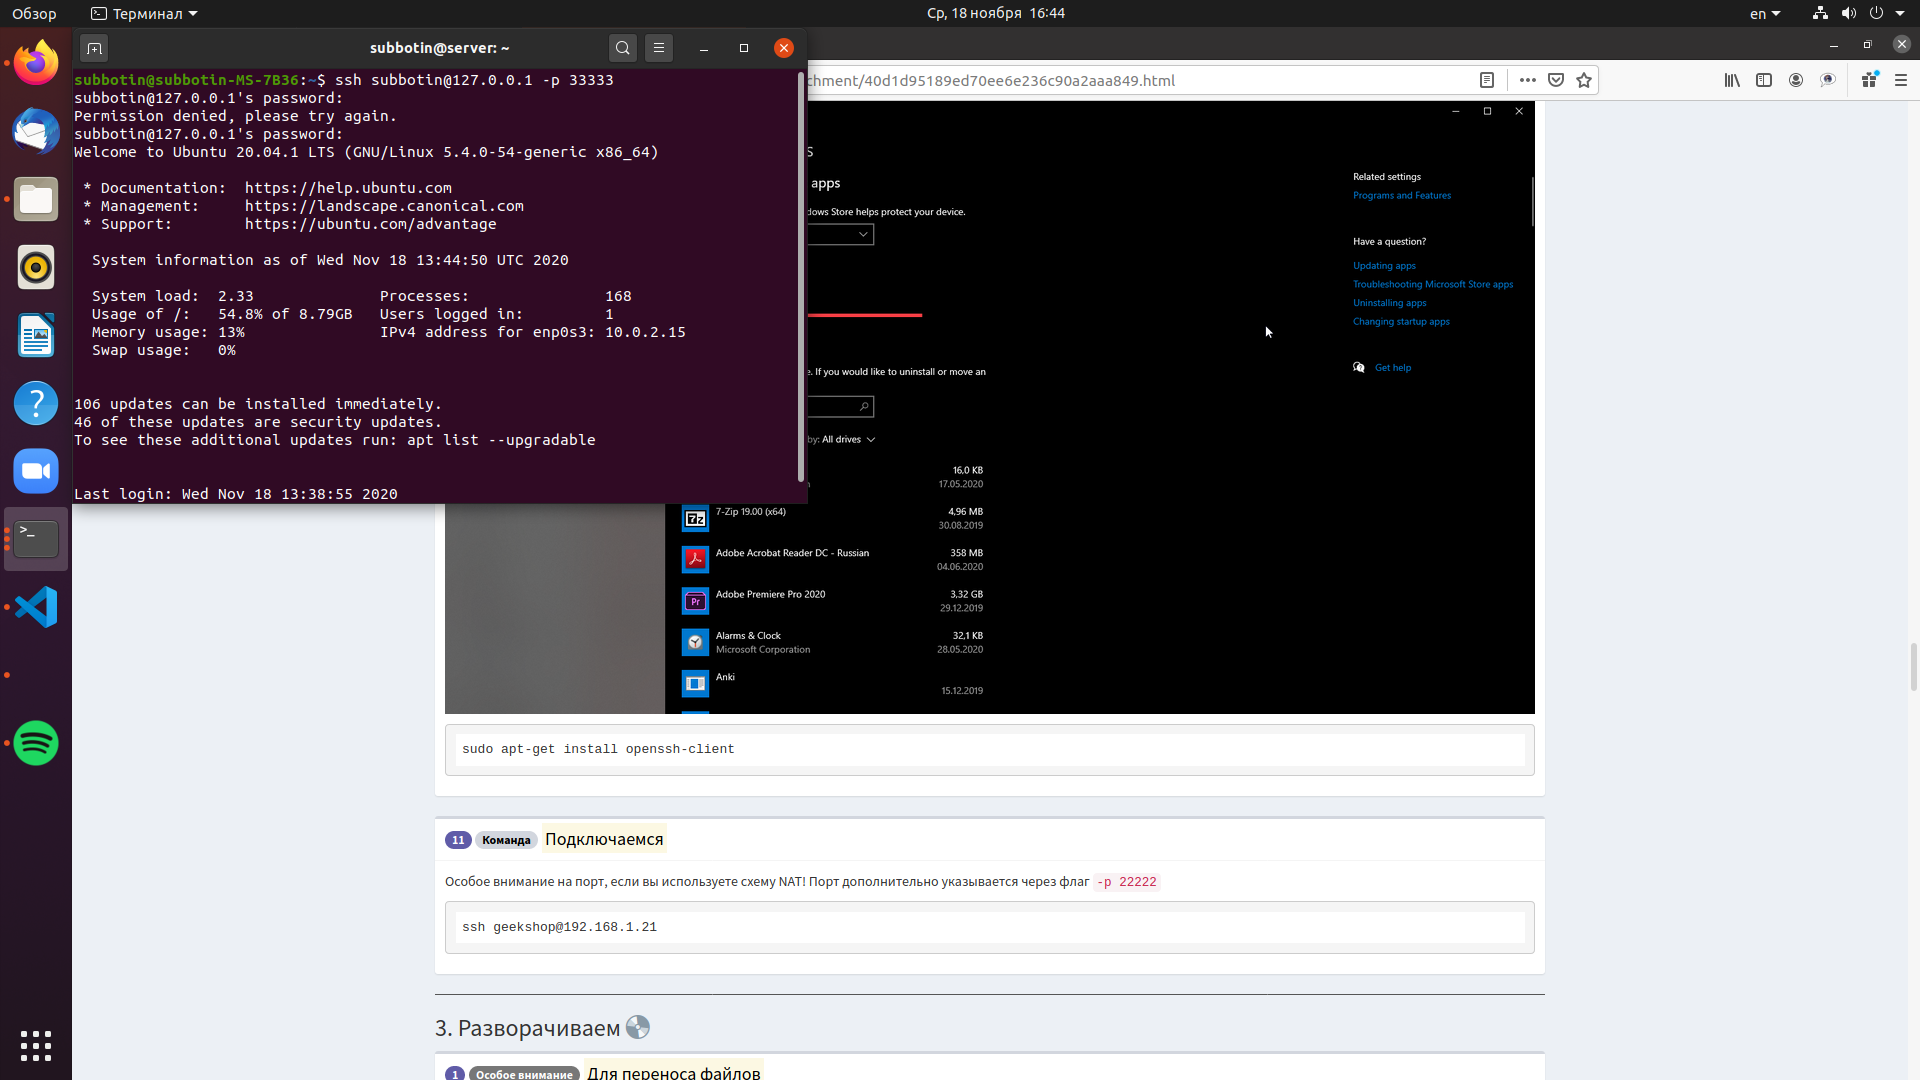 Обзор
Терминал
Ср, 18 ноября 16:44
en
subbotin@server: ~
subbotin@subbotin-MS-7B36:~$ ssh subbotin@127.0.0.1 -p 33333
subbotin@127.0.0.1's password:
Permission denied, please try again.
subbotin@127.0.0.1's password:
Welcome to Ubuntu 20.04.1 LTS (GNU/Linux 5.4.0-54-generic x86_64)
* Documentation: https://help.ubuntu.com
* Management: https://landscape.canonical.com
* Support: https://ubuntu.com/advantage
System information as of Wed Nov 18 13:44:50 UTC 2020
System load: 2.33 Processes: 168
Usage of /: 54.8% of 8.79GB Users logged in: 1
Memory usage: 13% IPv4 address for enp0s3: 10.0.2.15
Swap usage: 0%
106 updates can be installed immediately.
46 of these updates are security updates.
To see these additional updates run: apt list --upgradable
Last login: Wed Nov 18 13:38:55 2020
chment/40d1d95189ed70ee6e236c90a2aaa849.html
s
apps
dows Store helps protect your device.
e. If you would like to uninstall or move an
by: All drives
16,0 KB
17.05.2020
7-Zip 19.00 (x64)
4,96 MB
30.08.2019
Adobe Acrobat Reader DC - Russian
358 MB
04.06.2020
Adobe Premiere Pro 2020
3,32 GB
29.12.2019
Alarms & Clock
32,1 KB
Microsoft Corporation
28.05.2020
Anki
15.12.2019
Related settings
Programs and Features
Have a question?
Updating apps
Troubleshooting Microsoft Store apps
Uninstalling apps
Changing startup apps
Get help
sudo apt-get install openssh-client
11 Команда Подключаемся
Особое внимание на порт, если вы используете схему NAT! Порт дополнительно указывается через флаг -p 22222
ssh geekshop@192.168.1.21
3. Разворачиваем
1 Особое внимание Для переноса файлов